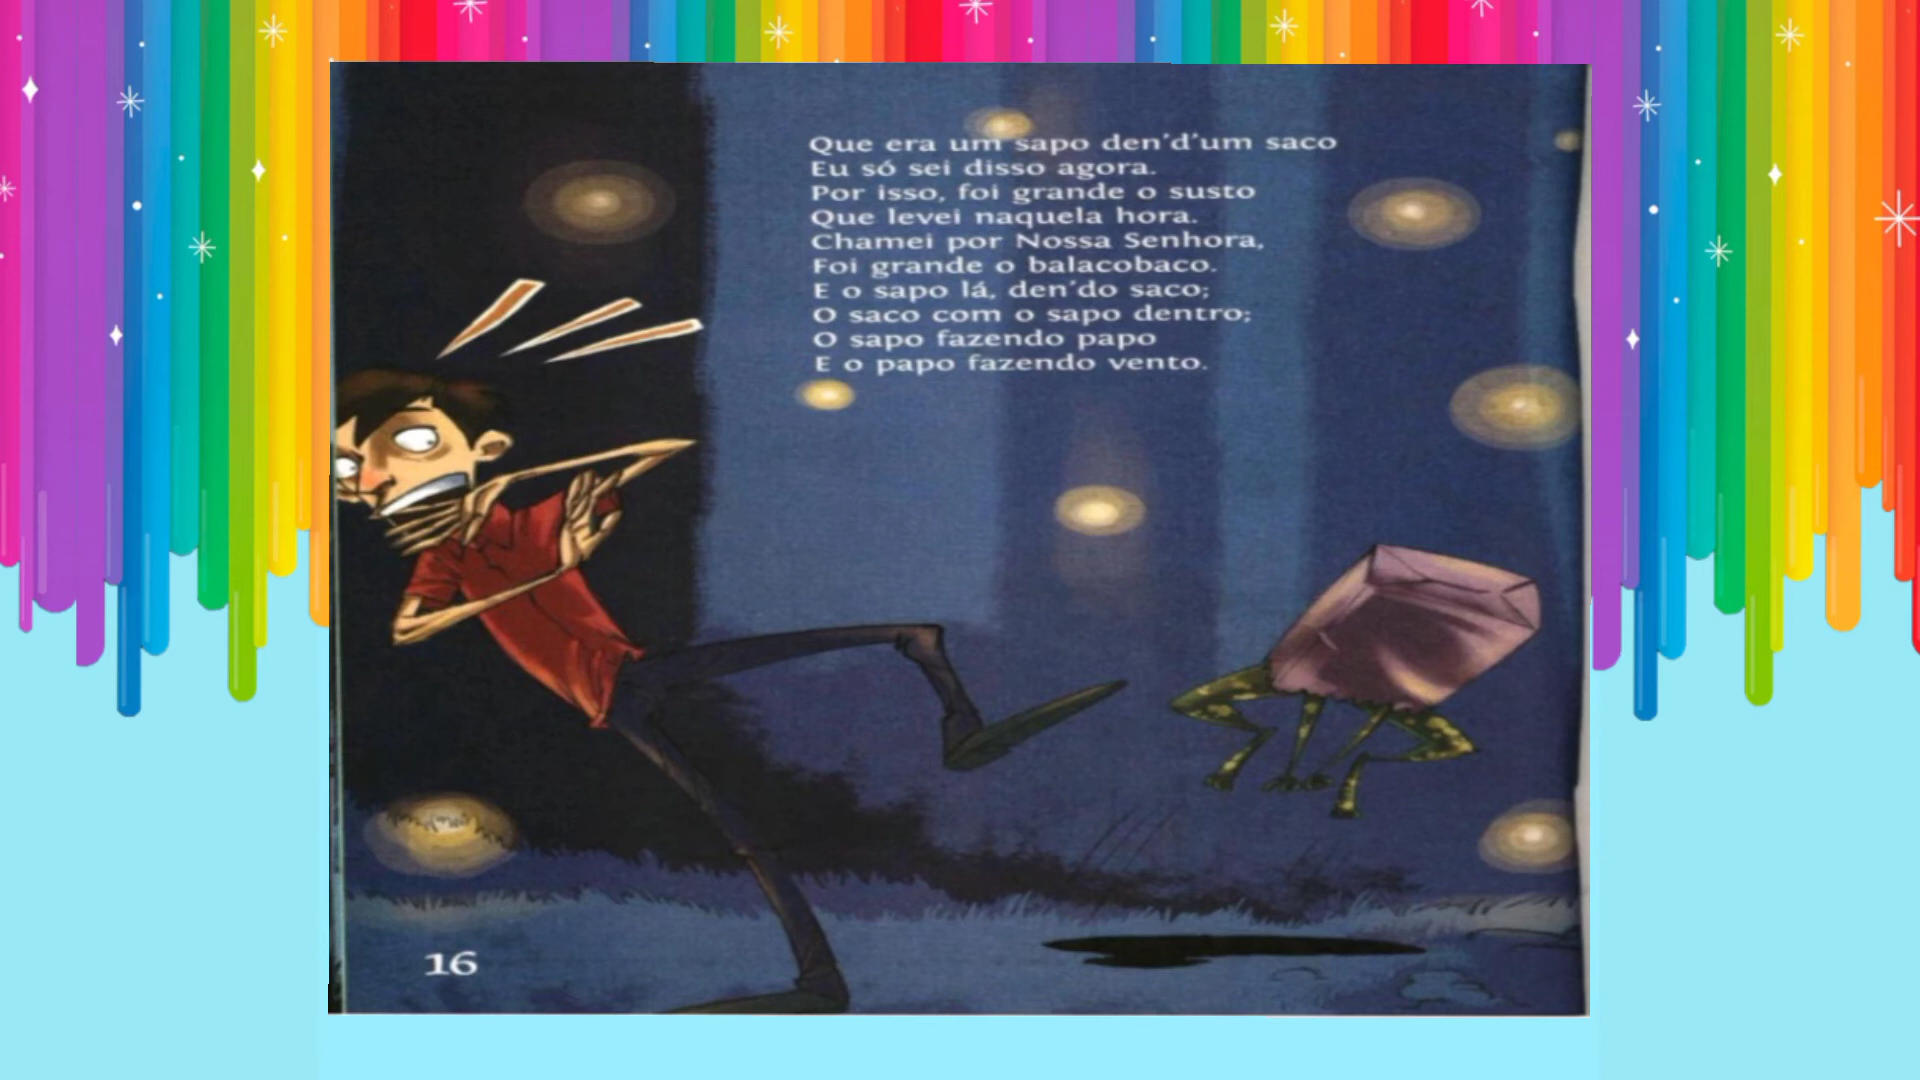 Que era um sapo den'd'um saco
Eu só sei disso agora.
Por isso, foi grande o susto
Que levei naquela hora.
Chamei por Nossa Senhora,
Foi grande o balacobaco.
E o sapo lá, den'do saco;
O saco com o sapo dentro;
O sapo fazendo papo
E o papo fazendo vento.
16